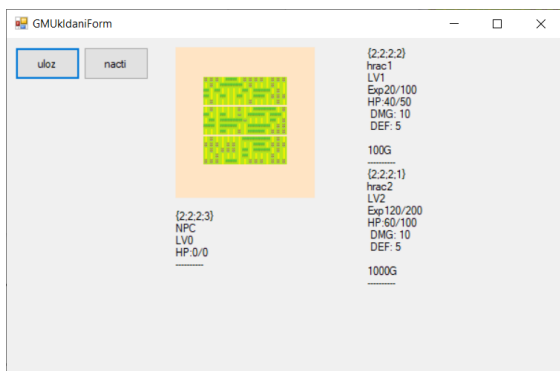 GMUkldaniForm
uloz
nacti
{2;2;2;3}
NPC
LV0
HP:0/0
----------
{2;2;2;2}
hrac1
LV1
Exp20/100
HP:40/50
DMG: 10
DEF: 5
100G
----------
{2;2;2;1}
hrac2
LV2
Exp120/200
HP:60/100
DMG: 10
DEF: 5
1000G
----------